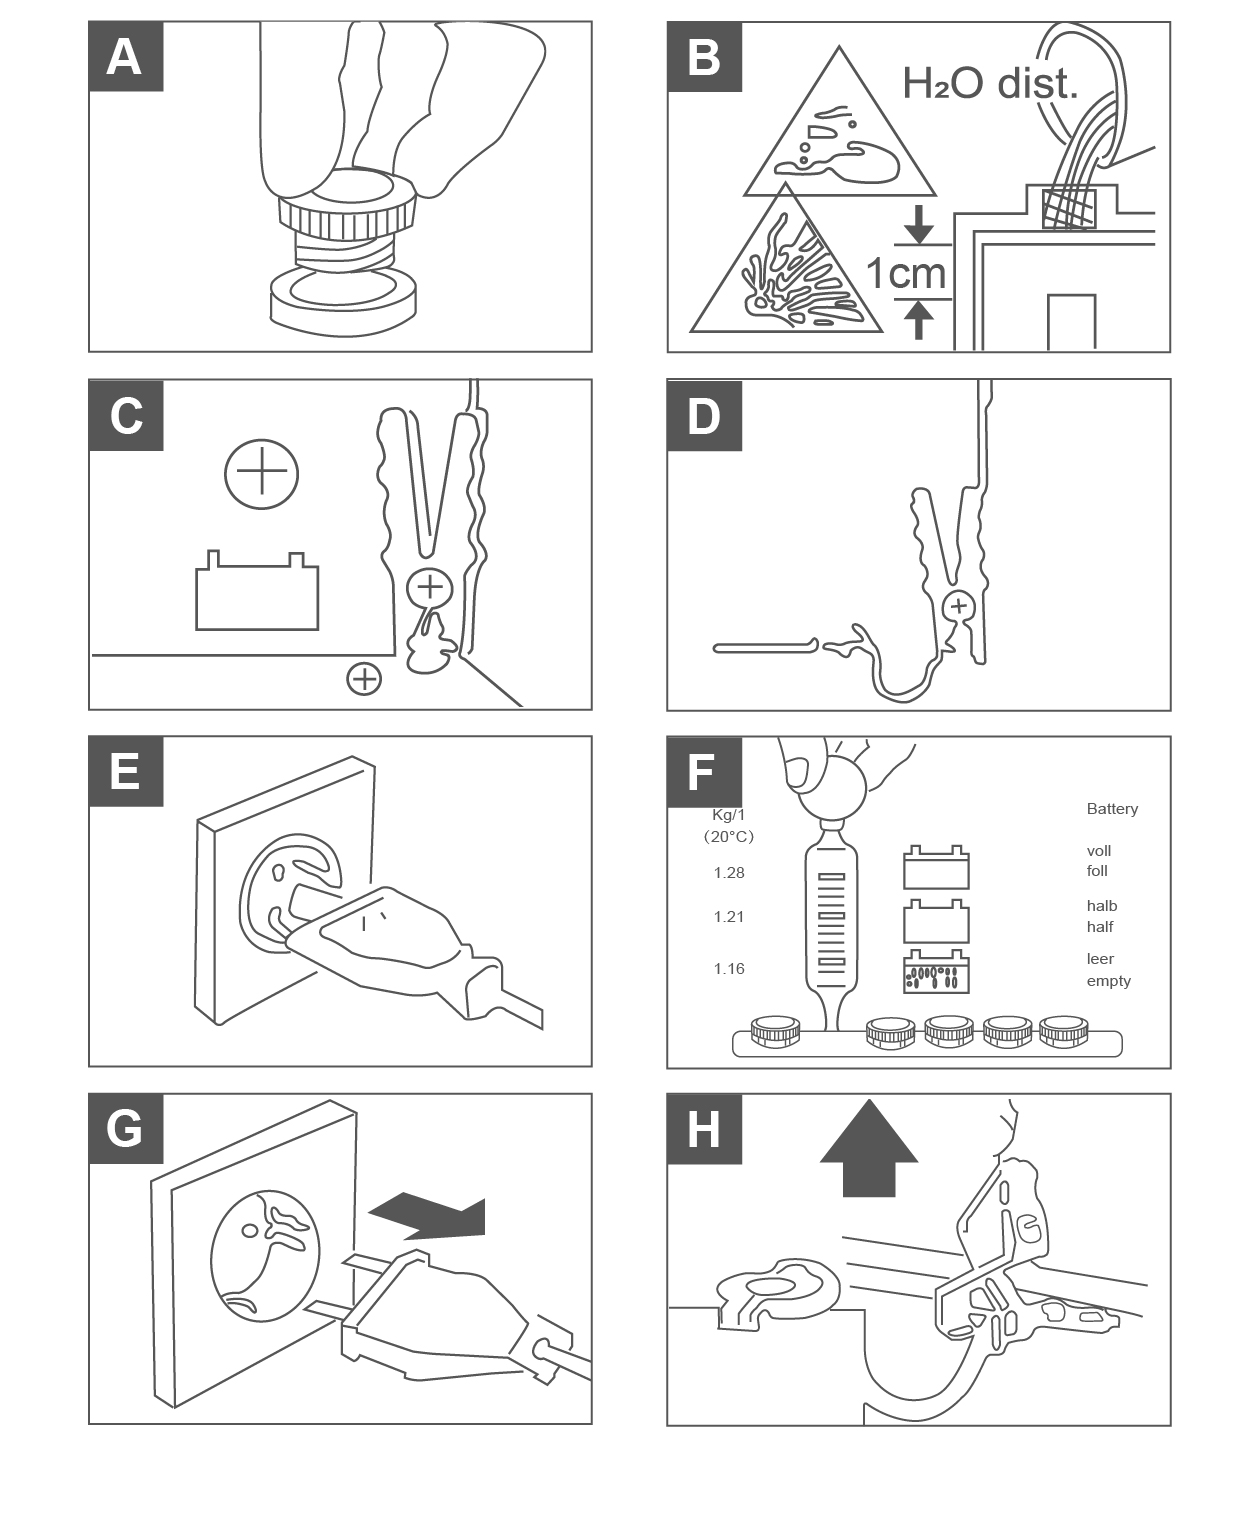 A
B
H₂O dist.
1cm
C
D
E
F
Kg/1
(20°C)
Battery
1.28
voll
foll
1.21
halb
half
1.16
leer
empty
G
H